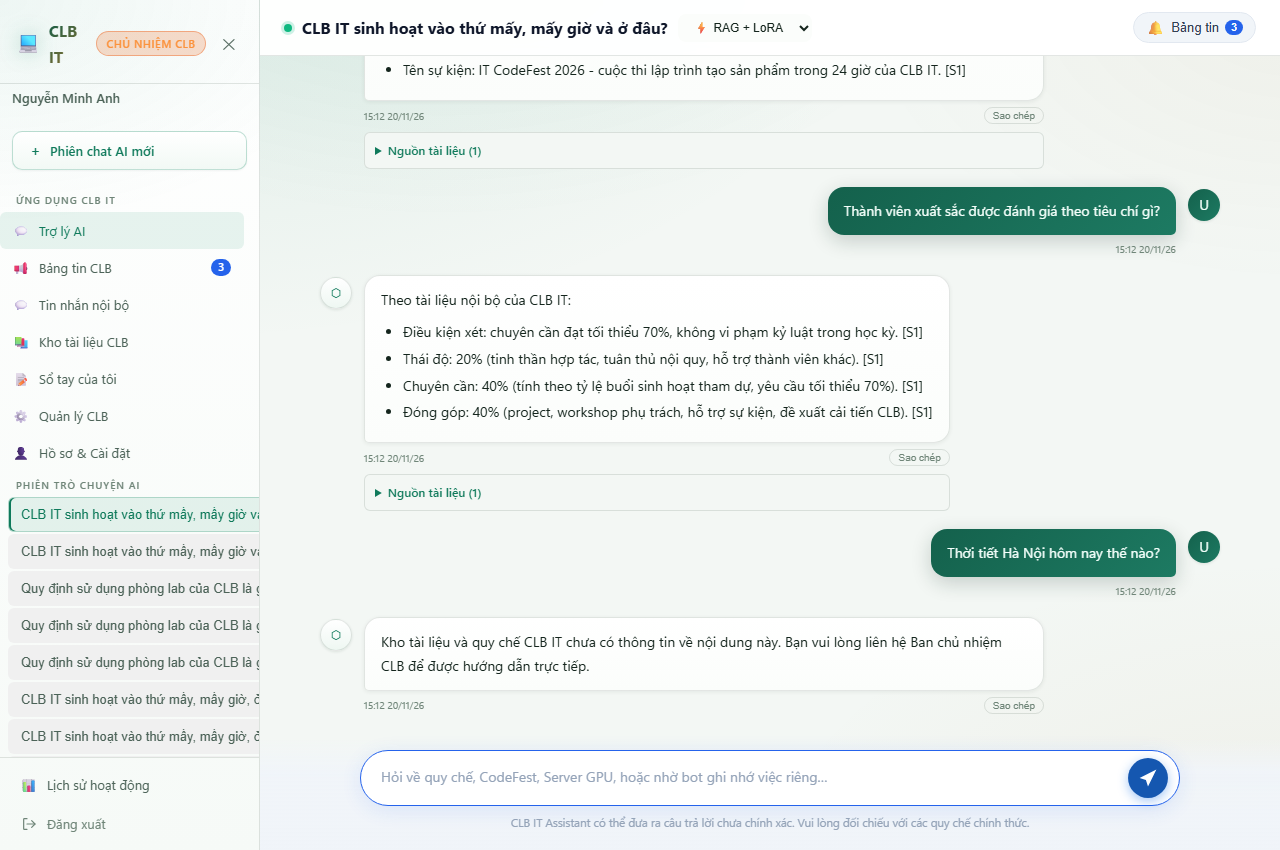 CLB IT
CHỦ NHIỆM CLB
Nguyễn Minh Anh
+ Phiên chat AI mới
ỨNG DỤNG CLB IT
Trợ lý AI
Bảng tin CLB 3
Tin nhắn nội bộ
Kho tài liệu CLB
Sổ tay của tôi
Quản lý CLB
Hồ sơ & Cài đặt
PHIÊN TRÒ CHUYỆN AI
CLB IT sinh hoạt vào thứ mấy, mấy giờ và
CLB IT sinh hoạt vào thứ mấy, mấy giờ và
Quy định sử dụng phòng lab của CLB là g
Quy định sử dụng phòng lab của CLB là g
Quy định sử dụng phòng lab của CLB là g
CLB IT sinh hoạt vào thứ mấy, mấy giờ, ở
CLB IT sinh hoạt vào thứ mấy, mấy giờ, ở
Lịch sử hoạt động
Đăng xuất
CLB IT sinh hoạt vào thứ mấy, mấy giờ và ở đâu?
RAG + LoRA
Bảng tin 3
Tên sự kiện: IT CodeFest 2026 - cuộc thi lập trình tạo sản phẩm trong 24 giờ của CLB IT. [S1]
15:12 20/11/26
Sao chép
Nguồn tài liệu (1)
Thành viên xuất sắc được đánh giá theo tiêu chí gì?
U
15:12 20/11/26
Theo tài liệu nội bộ của CLB IT:
Điều kiện xét: chuyên cần đạt tối thiểu 70%, không vi phạm kỷ luật trong học kỳ. [S1]
Thái độ: 20% (tinh thần hợp tác, tuân thủ nội quy, hỗ trợ thành viên khác). [S1]
Chuyên cần: 40% (tính theo tỷ lệ buổi sinh hoạt tham dự, yêu cầu tối thiểu 70%). [S1]
Đóng góp: 40% (project, workshop phụ trách, hỗ trợ sự kiện, đề xuất cải tiến CLB). [S1]
15:12 20/11/26
Sao chép
Nguồn tài liệu (1)
Thời tiết Hà Nội hôm nay thế nào?
U
15:12 20/11/26
Kho tài liệu và quy chế CLB IT chưa có thông tin về nội dung này. Bạn vui lòng liên hệ Ban chủ nhiệm
CLB để được hướng dẫn trực tiếp.
15:12 20/11/26
Sao chép
Hỏi về quy chế, CodeFest, Server GPU, hoặc nhờ bot ghi nhớ việc riêng...
CLB IT Assistant có thể đưa ra câu trả lời chưa chính xác. Vui lòng đối chiếu với các quy chế chính thức.